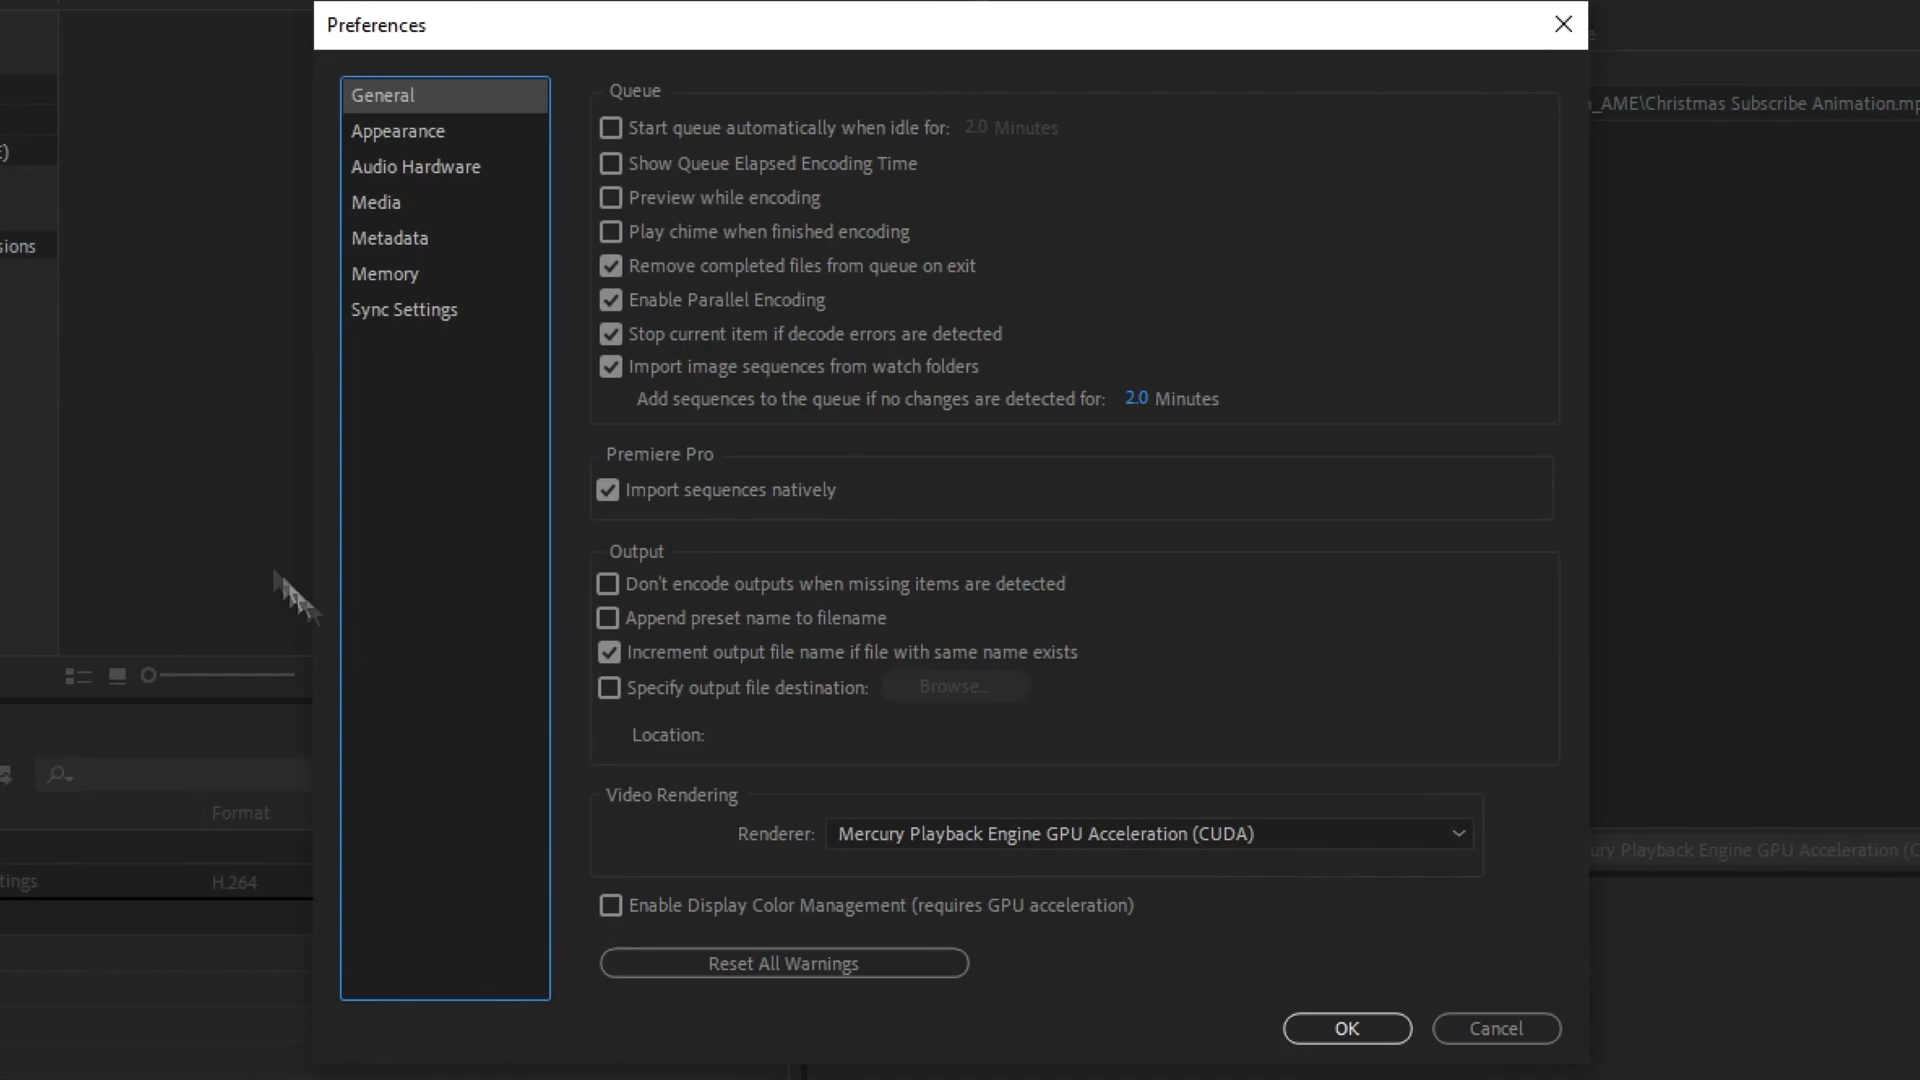 Preferences
General
Appearance
Audio Hardware
Media
Metadata
Memory
Sync Settings
Queue
Start queue automatically when idle for: 2.0 Minutes
Show Queue Elapsed Encoding Time
Preview while encoding
Play chime when finished encoding
Remove completed files from queue on exit
Enable Parallel Encoding
Stop current item if decode errors are detected
Import image sequences from watch folders
Add sequences to the queue if no changes are detected for: 2.0 Minutes
Premiere Pro
Import sequences natively
Output
Don't encode outputs when missing items are detected
Append preset name to filename
Increment output file name if file with same name exists
Specify output file destination: Browse...
Location:
Video Rendering
Renderer: Mercury Playback Engine GPU Acceleration (CUDA)
Enable Display Color Management (requires GPU acceleration)
Reset All Warnings
OK Cancel
_AME\Christmas Subscribe Animation.mp
Format
H.264
Playback Engine GPU Acceleration (C